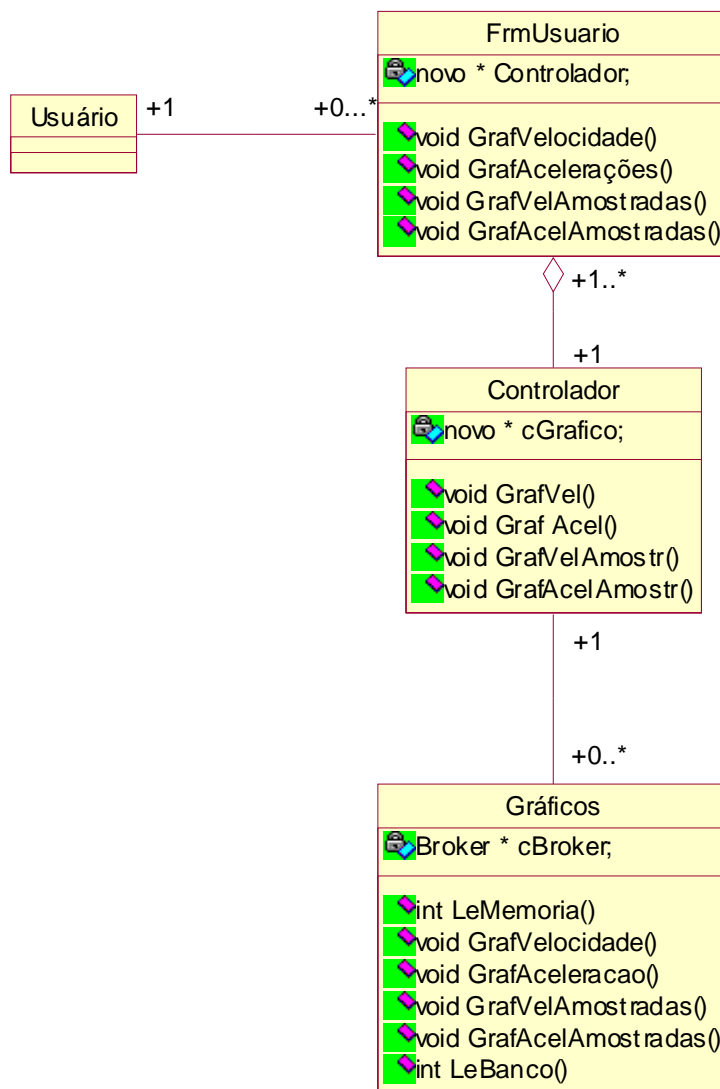 FrmUsuario
novo * Controlador;
Usuário
+1
+0...*
void GrafVelocidade()
void GrafAcelerações()
void GrafVelAmostradas()
void GrafAcelAmostradas()
+1..*
+1
Controlador
novo * cGrafico;
void GrafVel()
void Graf Acel()
void GrafVelAmostr()
void GrafAcelAmostr()
+1
+0..*
Gráficos
Broker * cBroker;
int LeMemoria()
void GrafVelocidade()
void GrafAceleracao()
void GrafVelAmostradas()
void GrafAcelAmostradas()
int LeBanco()